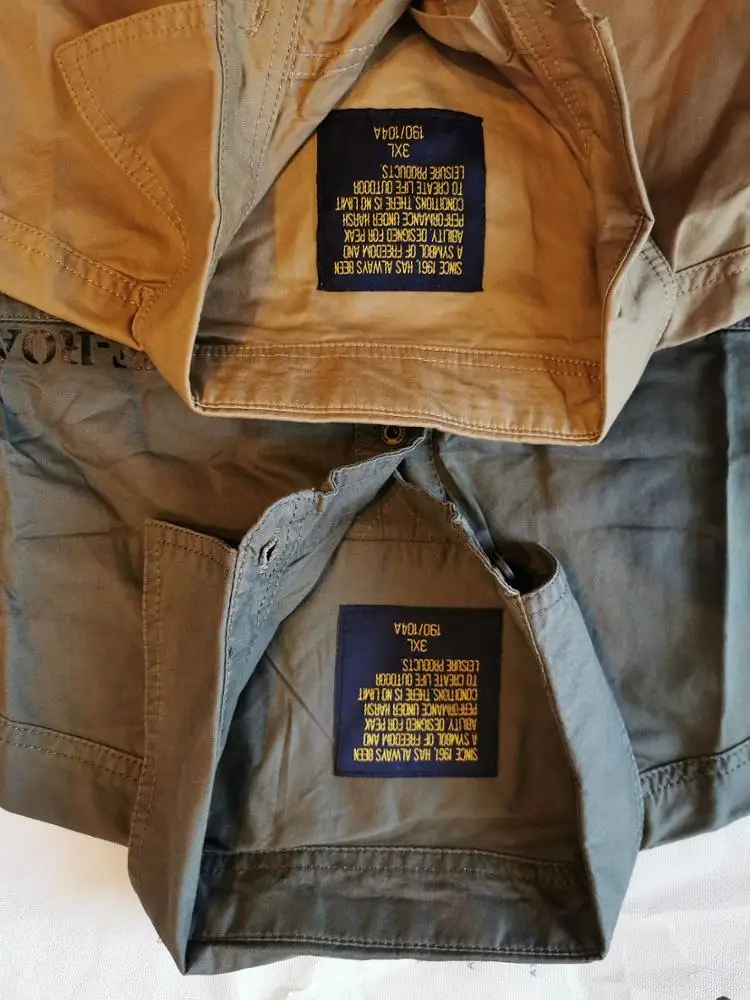 SINCE 1961, HAS ALWAYS BEEN
A SYMBOL OF FREEDOM AND
ABILITY. DESIGNED FOR PEAK
PERFORMANCE UNDER HARSH
CONDITIONS, THERE IS NO LIMIT
TO CREATE LIFE OUTDOOR
LEISURE PRODUCTS.
3XL
190/104A
SINCE 1961, HAS ALWAYS BEEN
A SYMBOL OF FREEDOM AND
ABILITY. DESIGNED FOR PEAK
PERFORMANCE UNDER HARSH
CONDITIONS, THERE IS NO LIMIT
TO CREATE LIFE OUTDOOR
LEISURE PRODUCTS.
3XL
190/104A